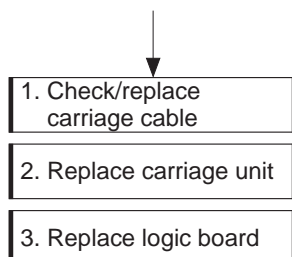 1. Check/replace
carriage cable
2. Replace carriage unit
3. Replace logic board